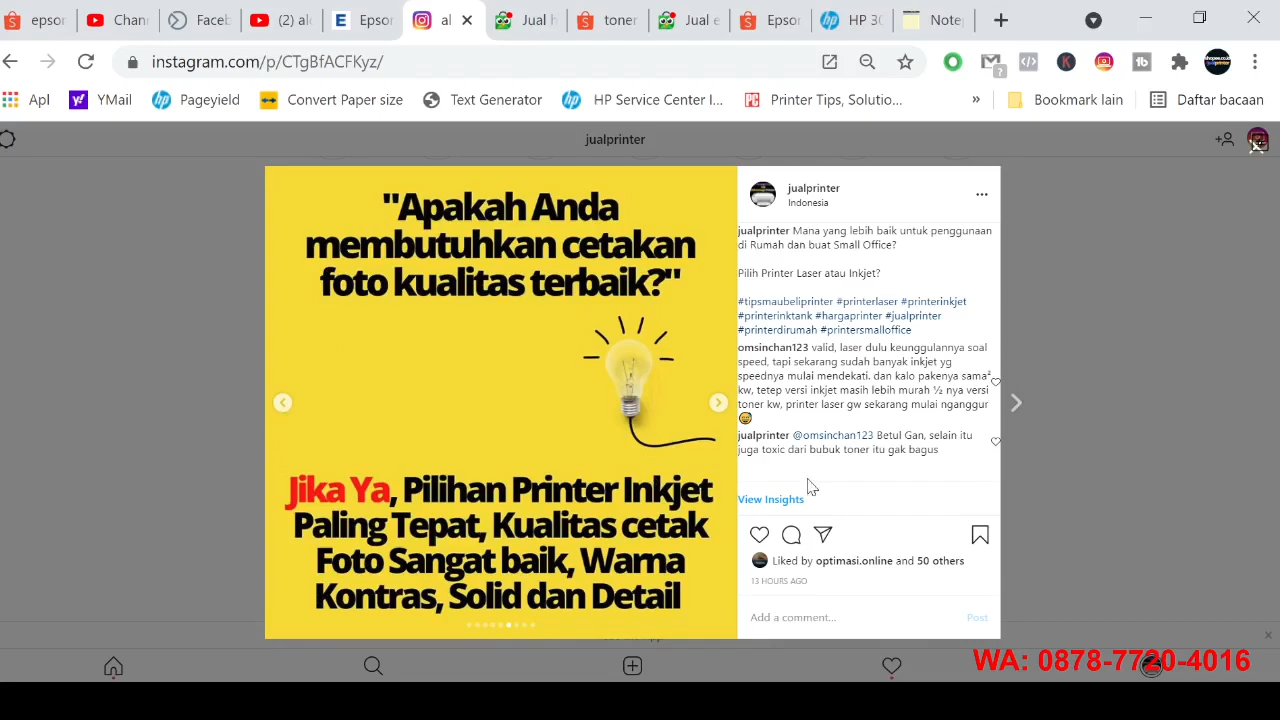 epsor
Chann
Faceb
(2) al
Epsor
al
Jual h
toner
Jual e
Epsor
HP 30
Note
instagram.com/p/CTgBfACFKyz/
Apl
YMail
Pageyield
Convert Paper size
Text Generator
HP Service Center I...
Printer Tips, Solutio...
»
Bookmark lain
Daftar bacaan
jualprinter
"Apakah Anda
membutuhkan cetakan
foto kualitas terbaik?"
Jika Ya, Pilihan Printer Inkjet
Paling Tepat, Kualitas cetak
Foto Sangat baik, Warna
Kontras, Solid dan Detail
jualprinter
Indonesia
jualprinter Mana yang lebih baik untuk penggunaan
di Rumah dan buat Small Office?
Pilih Printer Laser atau Inkjet?
#tipsmaubeliprinter #printerlaser #printerinkjet
#printerinktank #hargaprinter #jualprinter
#printerdirumah #printersmalloffice
omsinchan123 valid, laser dulu keunggulannya soal
speed, tapi sekarang sudah banyak inkjet yg
speednya mulai mendekati. dan kalo pakenya sama²
kw, tetep versi inkjet masih lebih murah ½ nya versi
toner kw, printer laser gw sekarang mulai nganggur
😅
jualprinter @omsinchan123 Betul Gan, selain itu
juga toxic dari bubuk toner itu gak bagus
View Insights
Liked by optimasi.online and 50 others
13 HOURS AGO
Add a comment... Post
WA: 0878-7720-4016